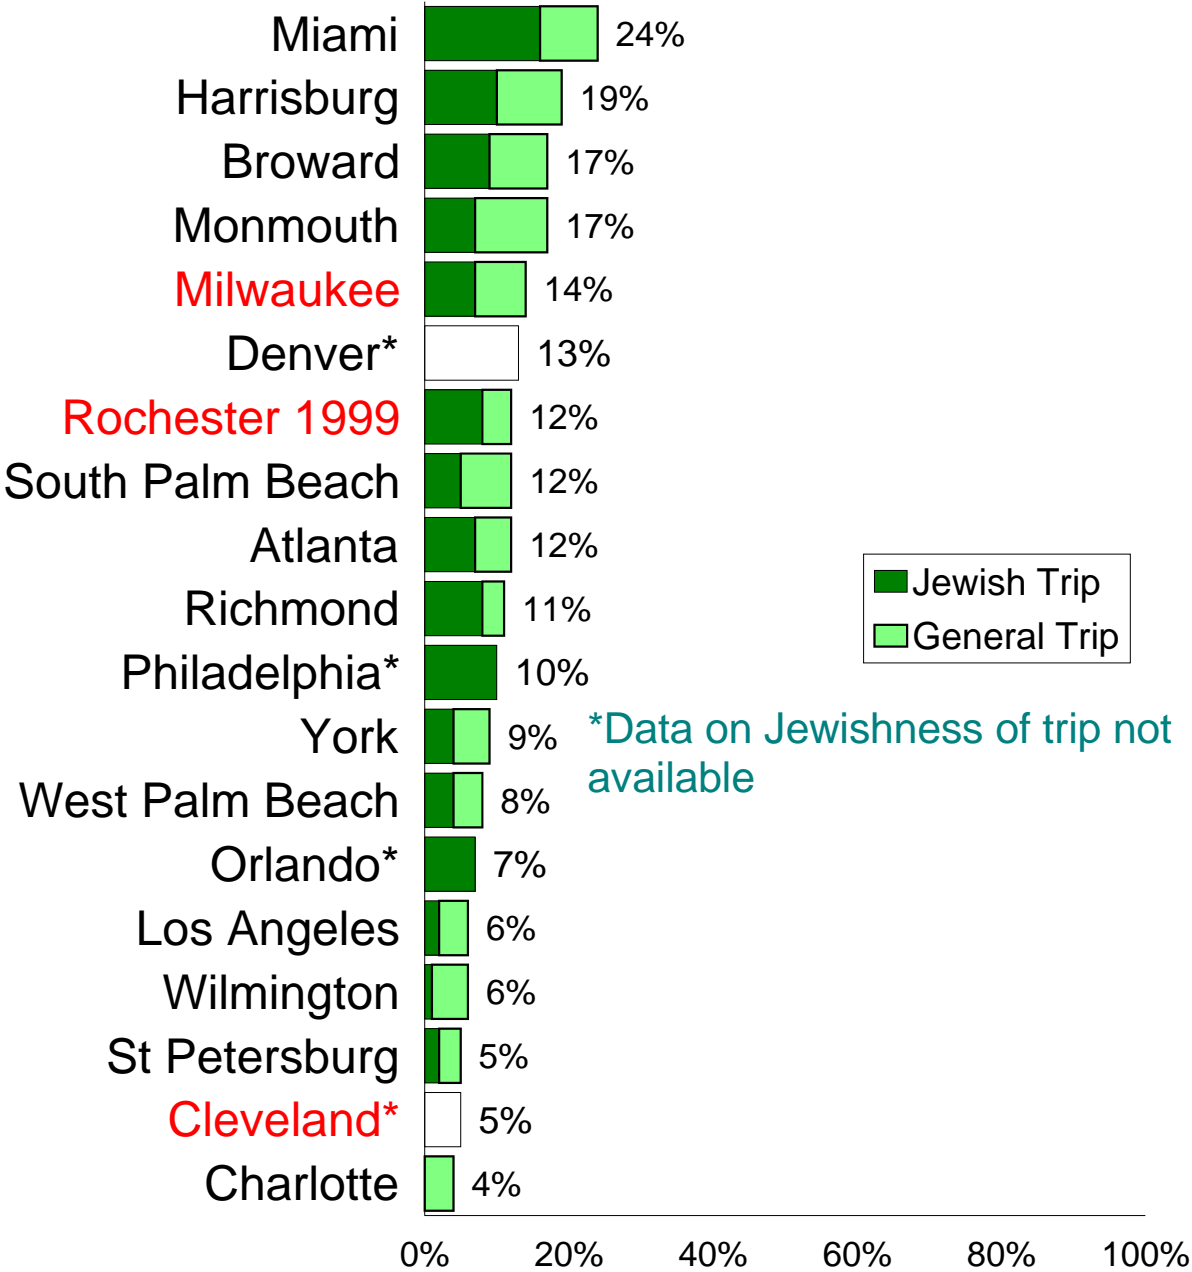 Miami 24%
Harrisburg 19%
Broward 17%
Monmouth 17%
Milwaukee 14%
Denver* 13%
Rochester 1999 12%
South Palm Beach 12%
Atlanta 12%
Jewish Trip
Richmond 11%
General Trip
Philadelphia* 10%
York 9%
*Data on Jewishness of trip not
available
West Palm Beach 8%
Orlando* 7%
Los Angeles 6%
Wilmington 6%
St Petersburg 5%
Cleveland* 5%
Charlotte 4%
0% 20% 40% 60% 80% 100%